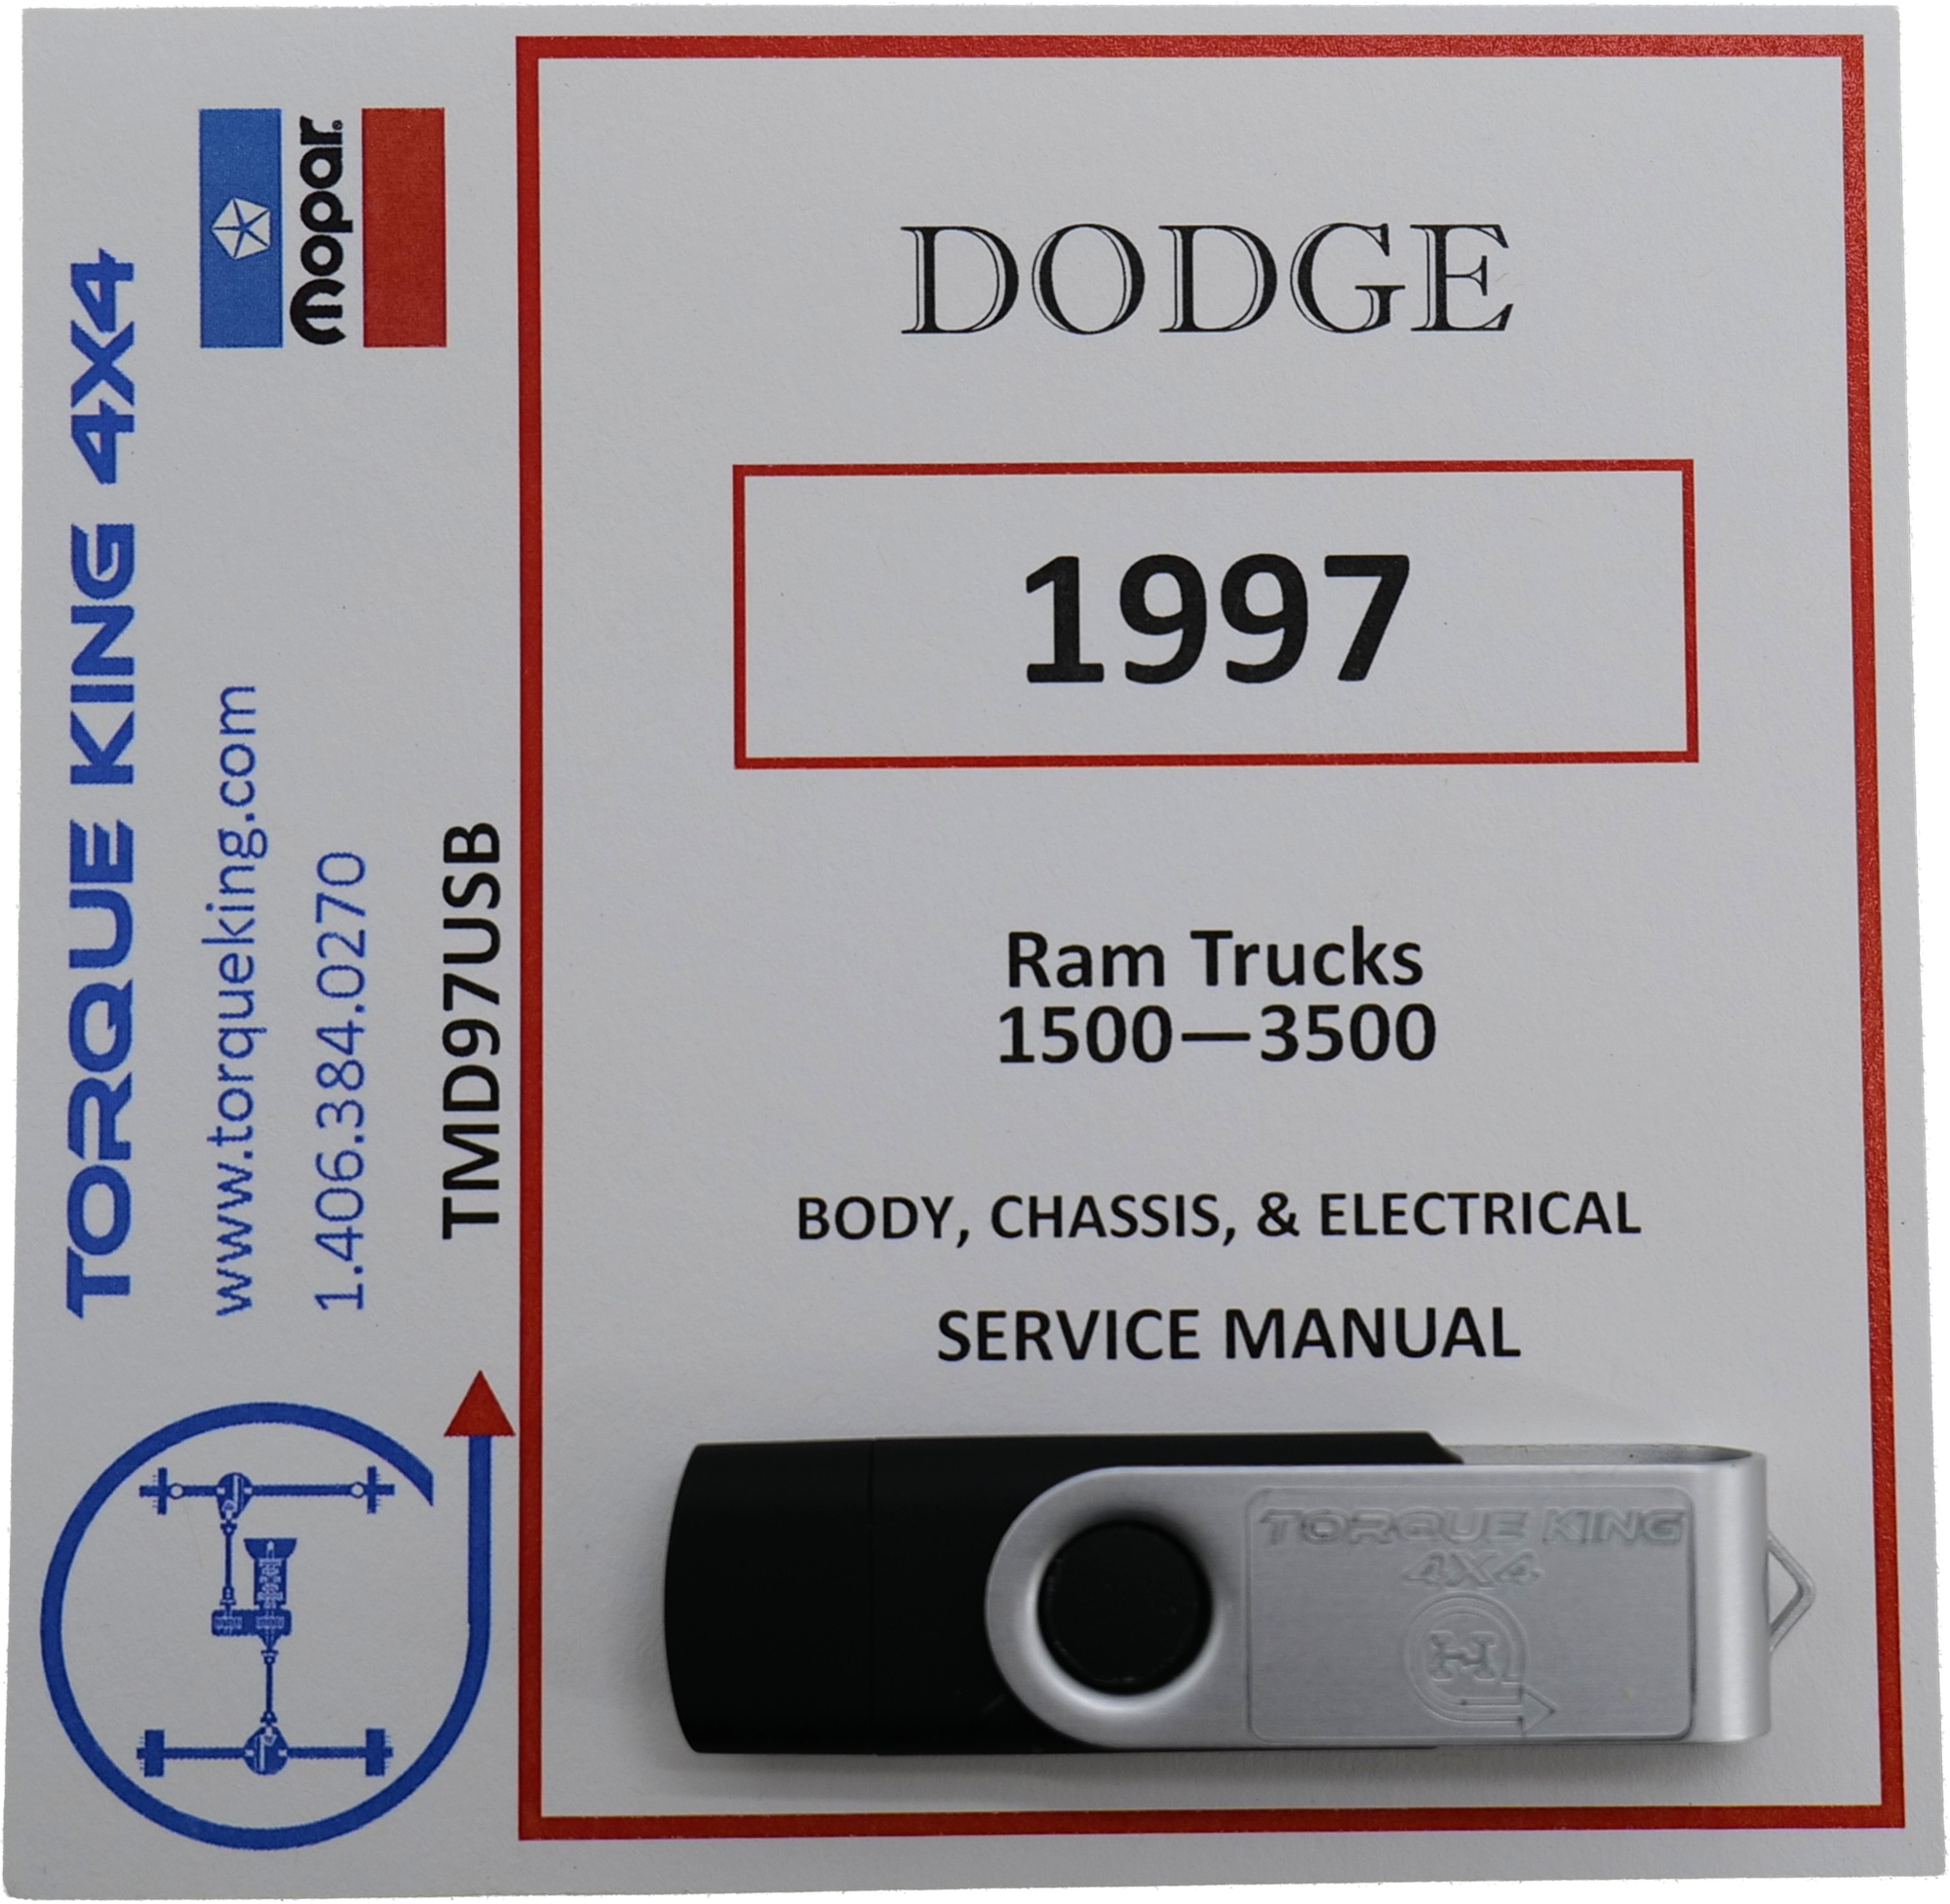 TORQUE KING 4X4
www.torqueking.com
1.406.384.0270
mopar®
TMD97USB
DODGE
1997
Ram Trucks
1500—3500
BODY, CHASSIS, & ELECTRICAL
SERVICE MANUAL
TORQUE KING
4X4